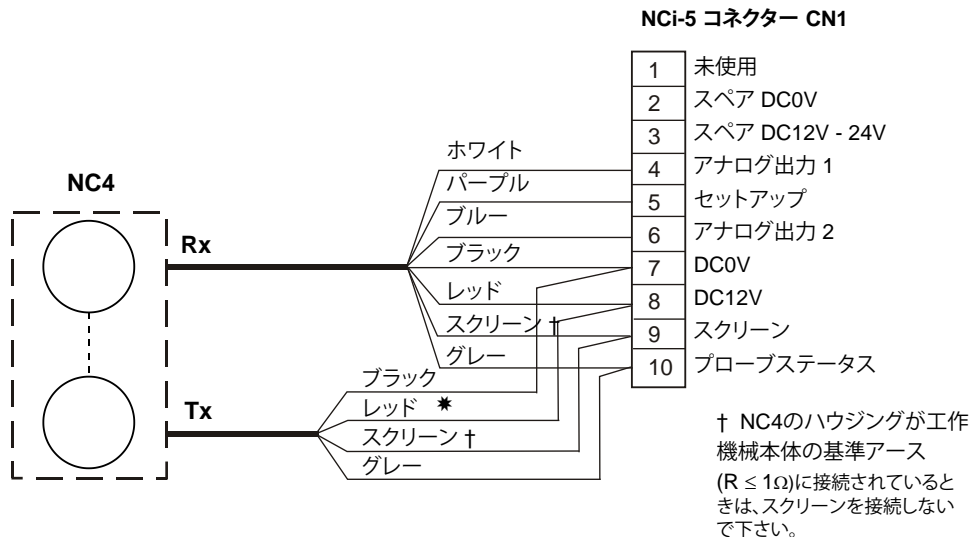 NCi-5 コネクター CN1
1 未使用
2 スペア DC0V
3 スペア DC12V - 24V
4 アナログ出力 1
5 セットアップ
6 アナログ出力 2
7 DC0V
8 DC12V
9 スクリーン
10 プローブステータス
NC4
Rx
ホワイト
パープル
ブルー
ブラック
レッド
スクリーン †
グレー
Tx
ブラック
レッド ✷
スクリーン †
グレー
† NC4のハウジングが工作
機械本体の基準アース
(R ≤ 1Ω)に接続されていると
きは、スクリーンを接続しない
で下さい。